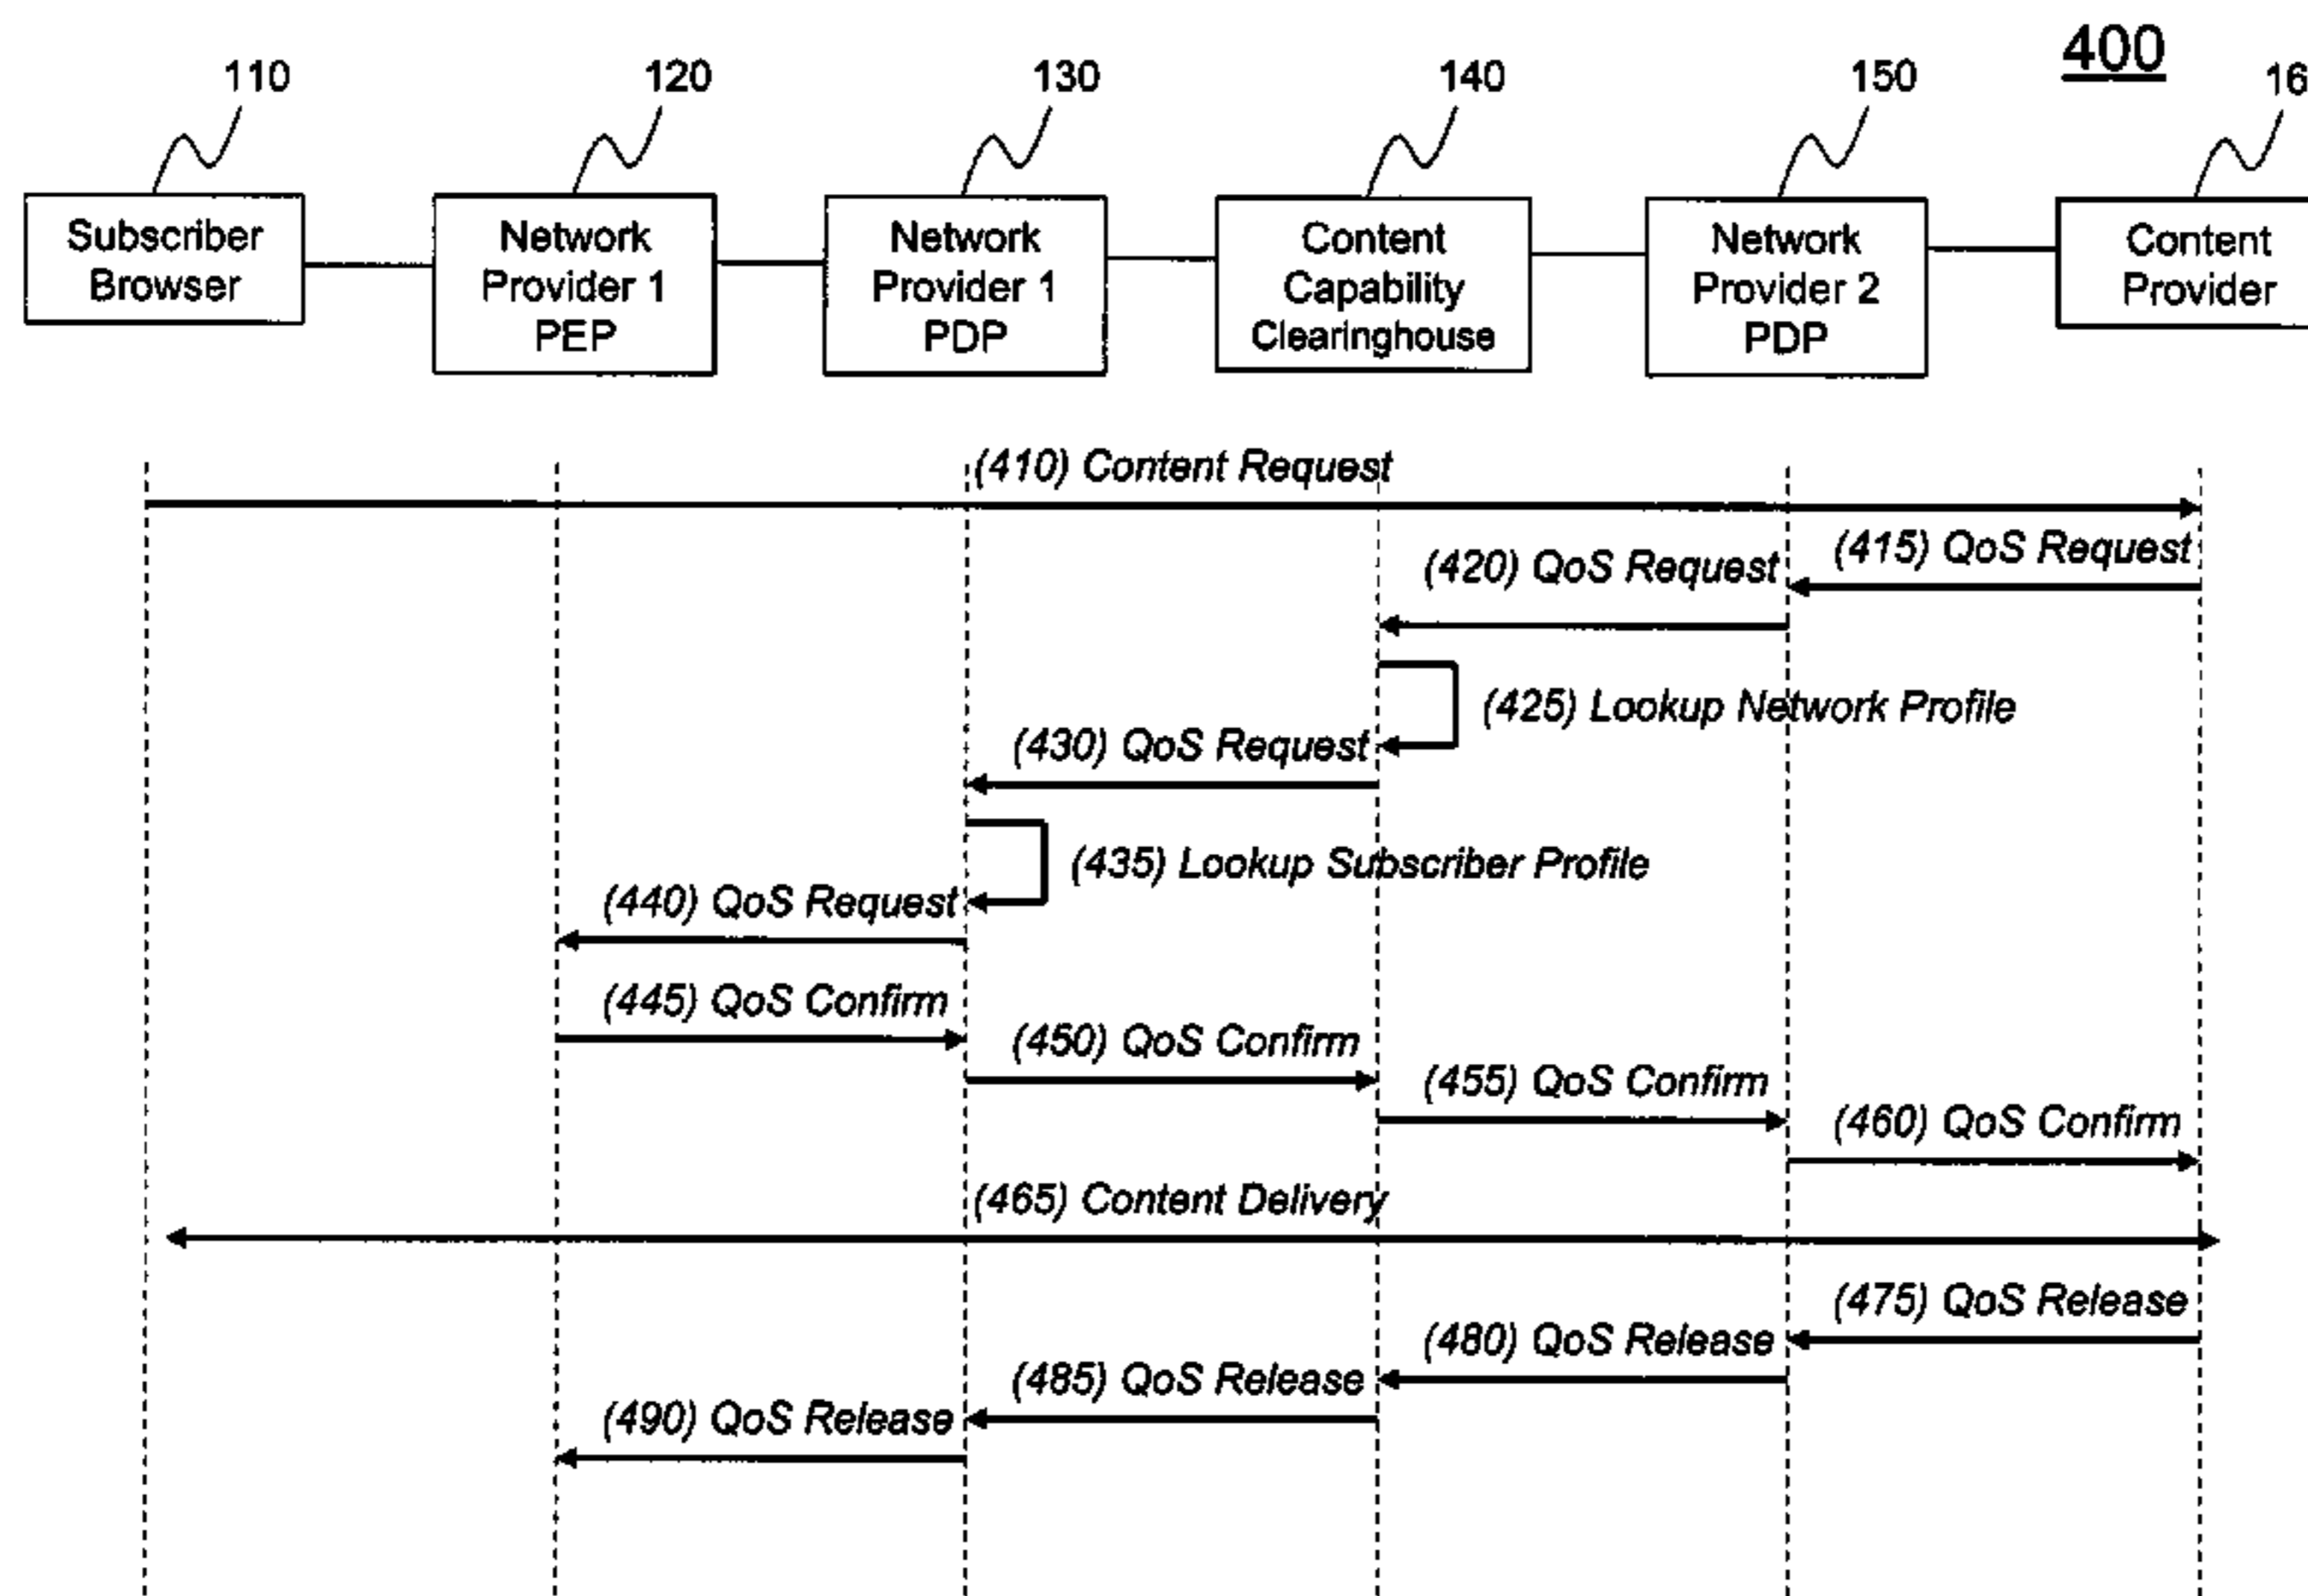 400
110
120
130
140
150
16
Subscriber
Browser
Network
Provider 1
PEP
Network
Provider 1
PDP
Content
Capability
Clearinghouse
Network
Provider 2
PDP
Content
Provider
(410) Content Request
(415) QoS Request
(420) QoS Request
(425) Lookup Network Profile
(430) QoS Request
(435) Lookup Subscriber Profile
(440) QoS Request
(445) QoS Confirm
(450) QoS Confirm
(455) QoS Confirm
(460) QoS Confirm
(465) Content Delivery
(475) QoS Release
(480) QoS Release
(485) QoS Release
(490) QoS Release